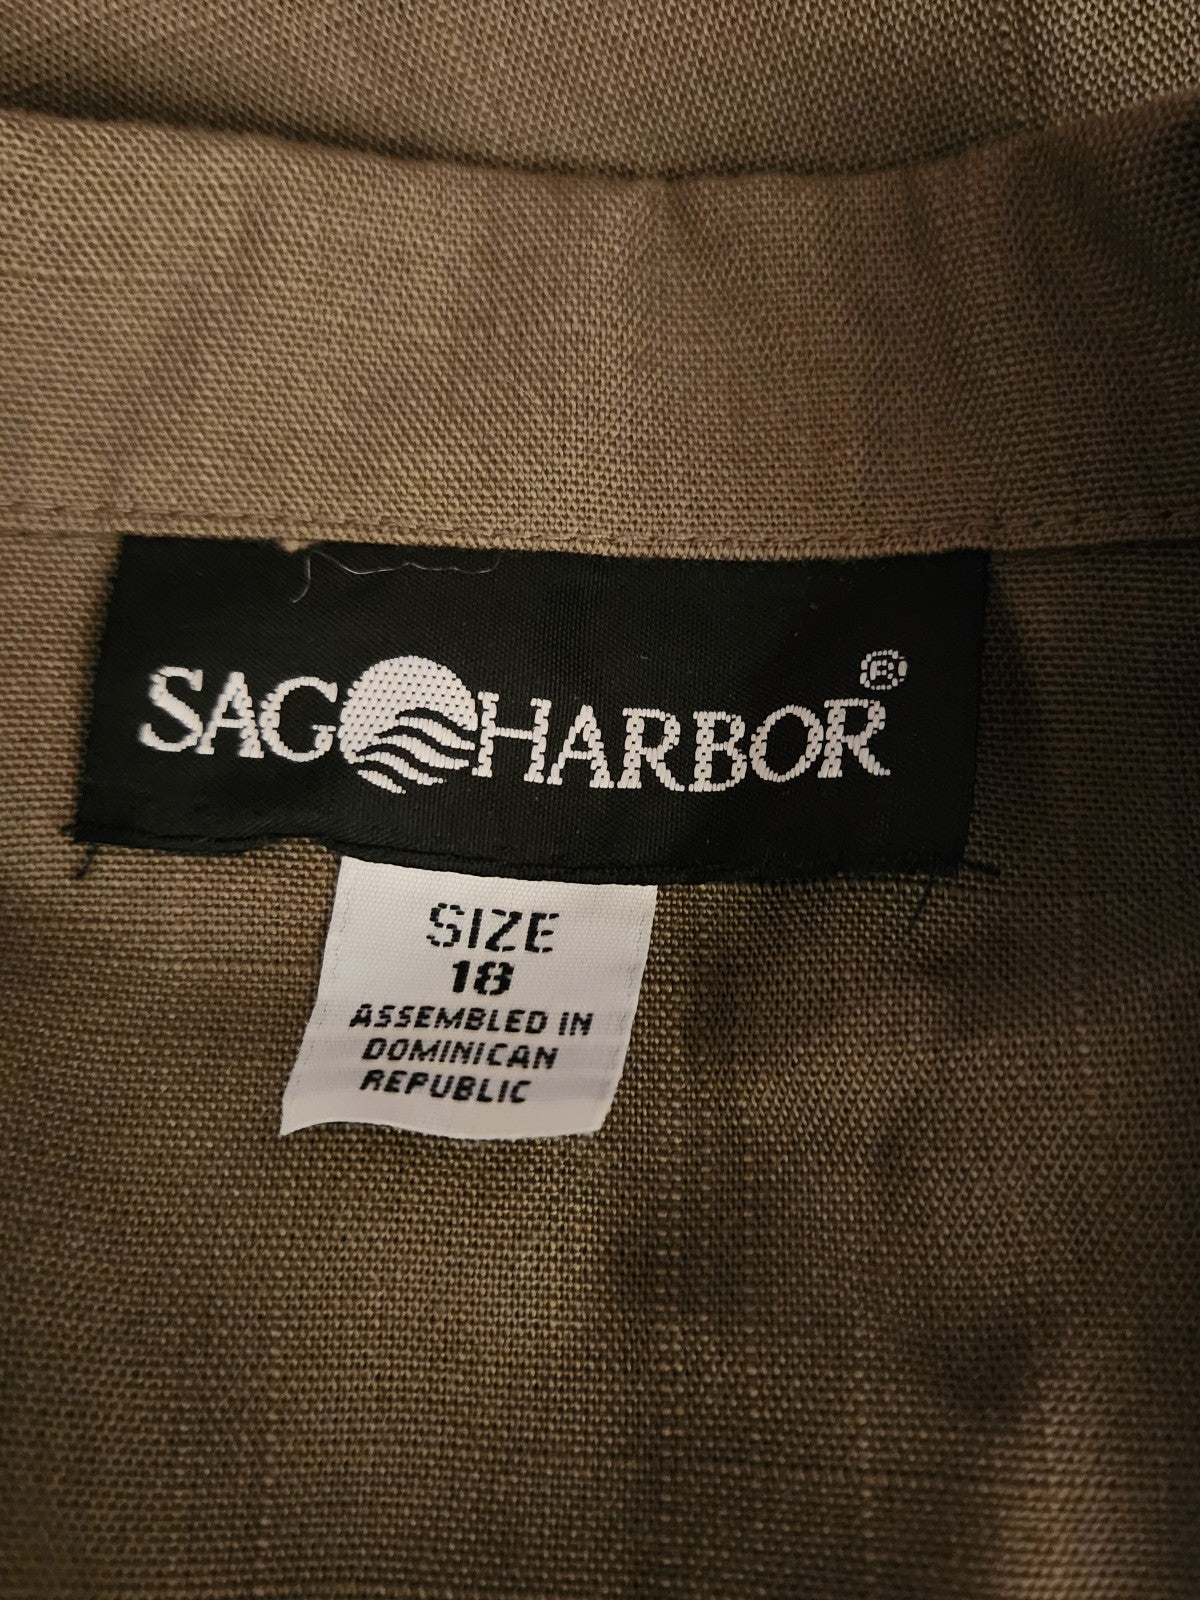 SAG HARBOR®
SIZE
18
ASSEMBLED IN
DOMINICAN
REPUBLIC